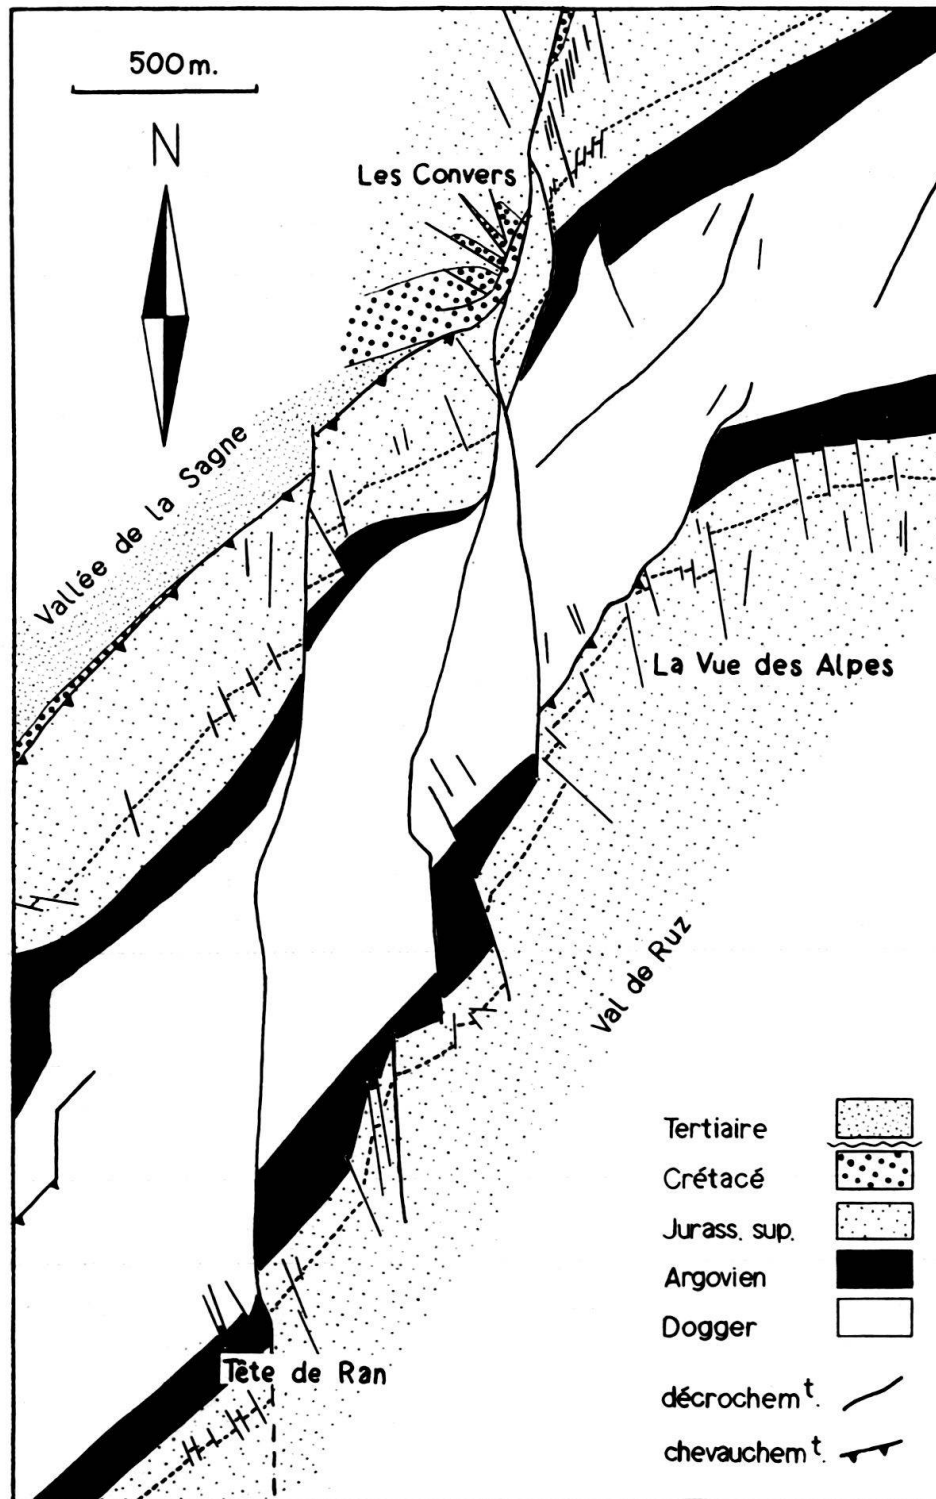 500m.
N
Les Convers
Vallée de la Sagne
La Vue des Alpes
Val de Ruz
Tertiaire
Crétacé
Jurass. sup.
Argovien
Dogger
Tête de Ran
décrochemᵗ.
chevauchemᵗ.